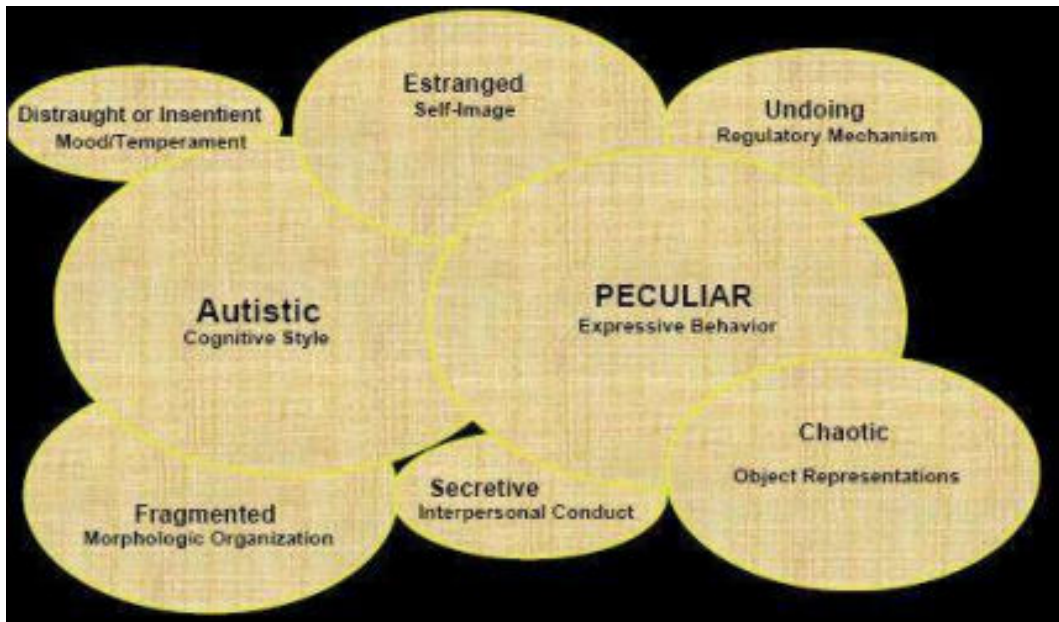 Estranged
Self-Image
Distraught or Insentient
Mood/Temperament
Undoing
Regulatory Mechanism
Autistic
Cognitive Style
PECULIAR
Expressive Behavior
Chaotic
Object Representations
Secretive
Interpersonal Conduct
Fragmented
Morphologic Organization